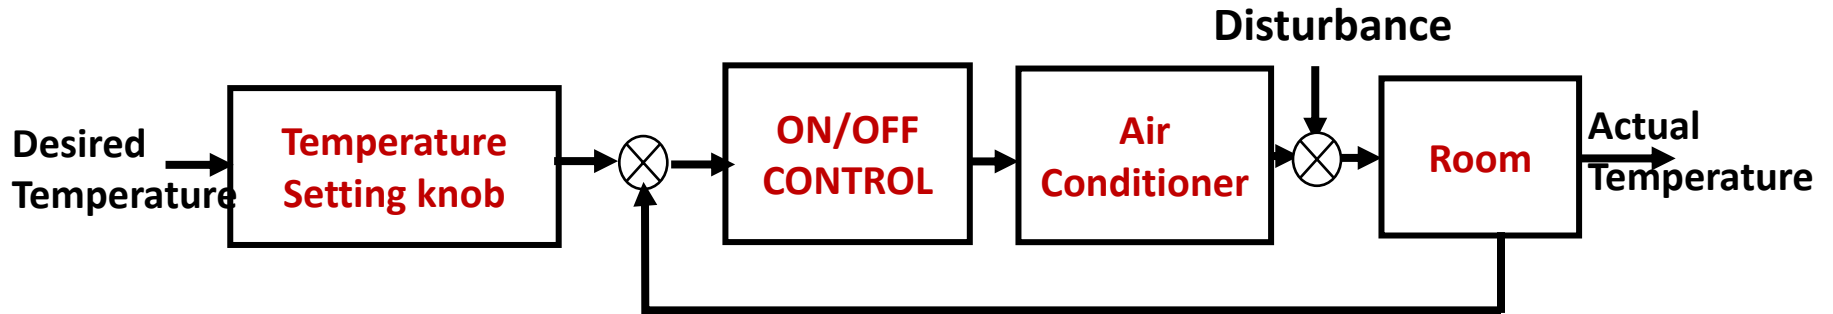 Disturbance
Desired
Temperature
Temperature
Setting knob
ON/OFF
CONTROL
Air
Conditioner
Room
Actual
Temperature